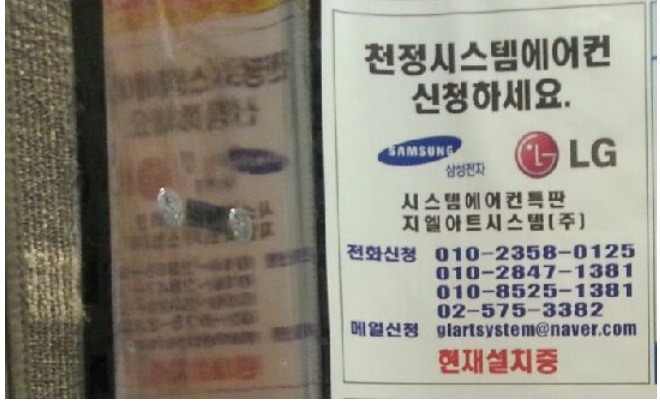 천정시스템에어컨
신청하세요.
SAMSUNG 삼성전자 LG
시스템에어컨특판
지엘아트시스템(주)
전화신청 010-2358-0125
010-2847-1381
010-8525-1381
02-575-3382
메일신청 glartsystem@naver.com
현재설치중